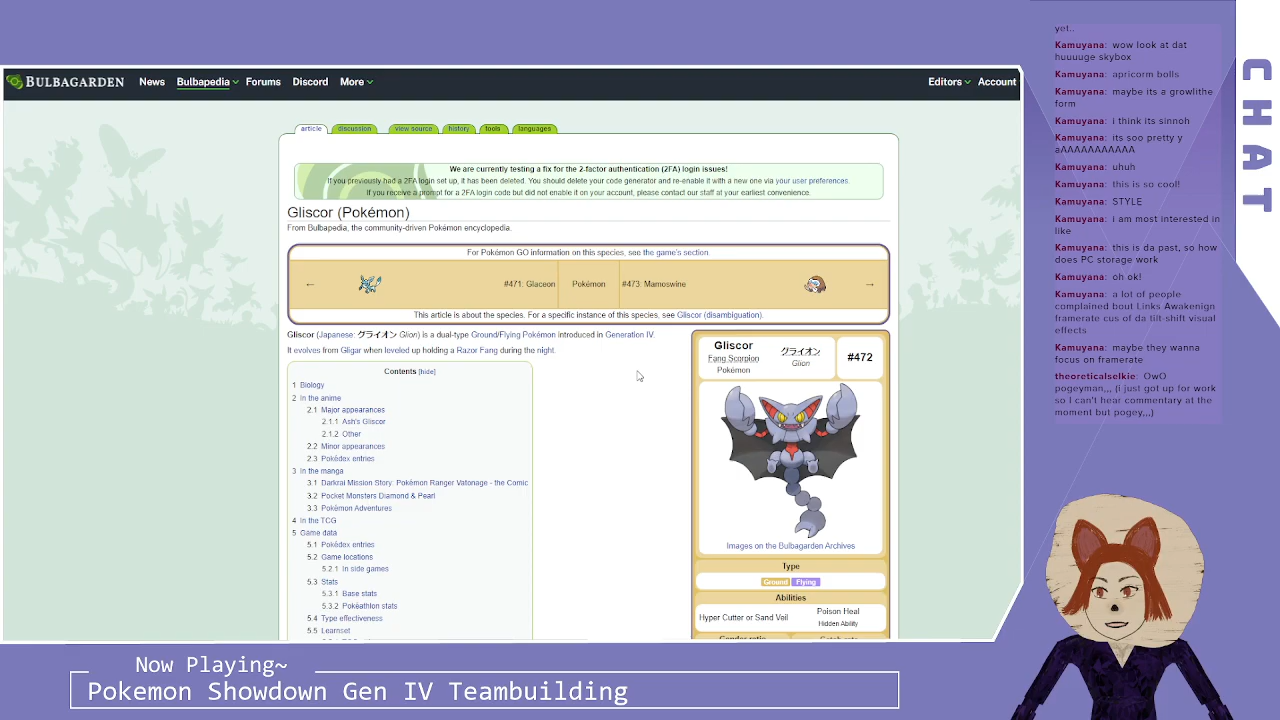 BULBAGARDEN News Bulbapedia Forums Discord More Editors Account
article discussion view source history tools languages
We are currently testing a fix for the 2-factor authentication (2FA) login issues!
If you previously had a 2FA login set up, it has been deleted. You should delete your code generator and re-enable it with a new one via your user preferences.
If you receive a prompt for a 2FA login code but did not enable it on your account, please contact our staff at your earliest convenience.
Gliscor (Pokémon)
From Bulbapedia, the community-driven Pokémon encyclopedia.
For Pokémon GO information on this species, see the game's section.
← #471: Glaceon Pokémon #473: Mamoswine →
This article is about the species. For a specific instance of this species, see Gliscor (disambiguation).
Gliscor (Japanese: グライオン Glion) is a dual-type Ground/Flying Pokémon introduced in Generation IV.
It evolves from Gligar when leveled up holding a Razor Fang during the night.
Contents [hide]
1 Biology
2 In the anime
2.1 Major appearances
2.1.1 Ash's Gliscor
2.1.2 Other
2.2 Minor appearances
2.3 Pokédex entries
3 In the manga
3.1 Darkrai Mission Story: Pokémon Ranger Vatonage - the Comic
3.2 Pocket Monsters Diamond & Pearl
3.3 Pokémon Adventures
4 In the TCG
5 Game data
5.1 Pokédex entries
5.2 Game locations
5.2.1 In side games
5.3 Stats
5.3.1 Base stats
5.3.2 Pokéathlon stats
5.4 Type effectiveness
5.5 Learnset
Gliscor
Fang Scorpion
Pokémon
グライオン
Glion
#472
Images on the Bulbagarden Archives
Type
Ground Flying
Abilities
Hyper Cutter or Sand Veil
Poison Heal
Hidden Ability
Gender ratio Catch rate
yet..
Kamuyana: wow look at dat
huuuuge skybox
Kamuyana: apricorm bolls
Kamuyana: maybe its a growlithe
form
Kamuyana: i think its sinnoh
Kamuyana: its soo pretty y
aAAAAAAAAAAA
Kamuyana: uhuh
Kamuyana: this is so cool!
Kamuyana: STYLE
Kamuyana: i am most interested in
like
Kamuyana: this is da past, so how
does PC storage work
Kamuyana: oh ok!
Kamuyana: a lot of people
complained bout Links Awakenign
framerate cus of da tilt-shift visual
effects
Kamuyana: maybe they wanna
focus on framerate
theoreticalselkie: OwO
pogeyman,,, (i just got up for work
so I can't hear commentary at the
moment but pogey,,,)
CHAT
Now Playing~
Pokemon Showdown Gen IV Teambuilding